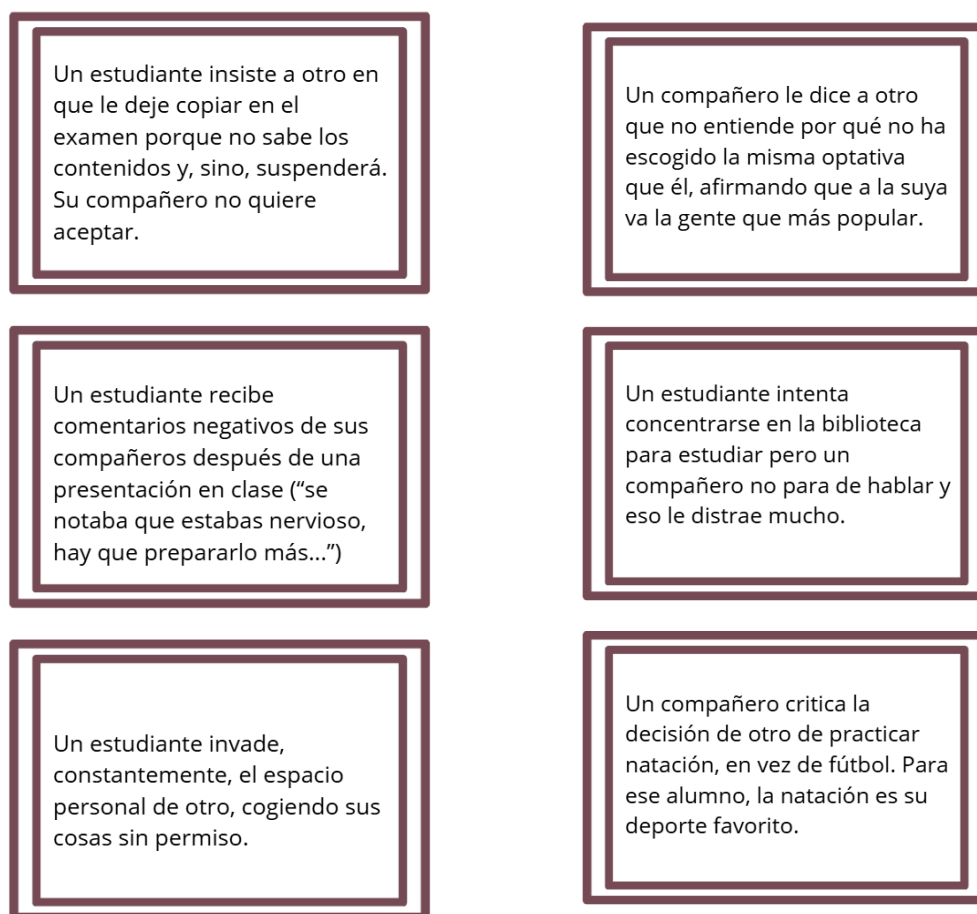 Un estudiante insiste a otro en
que le deje copiar en el
examen porque no sabe los
contenidos y, sino, suspenderá.
Su compañero no quiere
aceptar.
Un compañero le dice a otro
que no entiende por qué no ha
escogido la misma optativa
que él, afirmando que a la suya
va la gente que más popular.
Un estudiante recibe
comentarios negativos de sus
compañeros después de una
presentación en clase (“se
notaba que estabas nervioso,
hay que prepararlo más...”)
Un estudiante intenta
concentrarse en la biblioteca
para estudiar pero un
compañero no para de hablar y
eso le distrae mucho.
Un estudiante invade,
constantemente, el espacio
personal de otro, cogiendo sus
cosas sin permiso.
Un compañero critica la
decisión de otro de practicar
natación, en vez de fútbol. Para
ese alumno, la natación es su
deporte favorito.